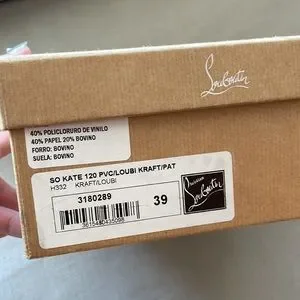 Louboutin
40% POLICLORURO DE VINILO
40% PAPEL 20% BOVINO
FORRO: BOVINO
SUELA: BOVINO
SO KATE 120 PVC/LOUBI KRAFT/PAT
H332 KRAFT/LOUBI
3180289
39
Louboutin